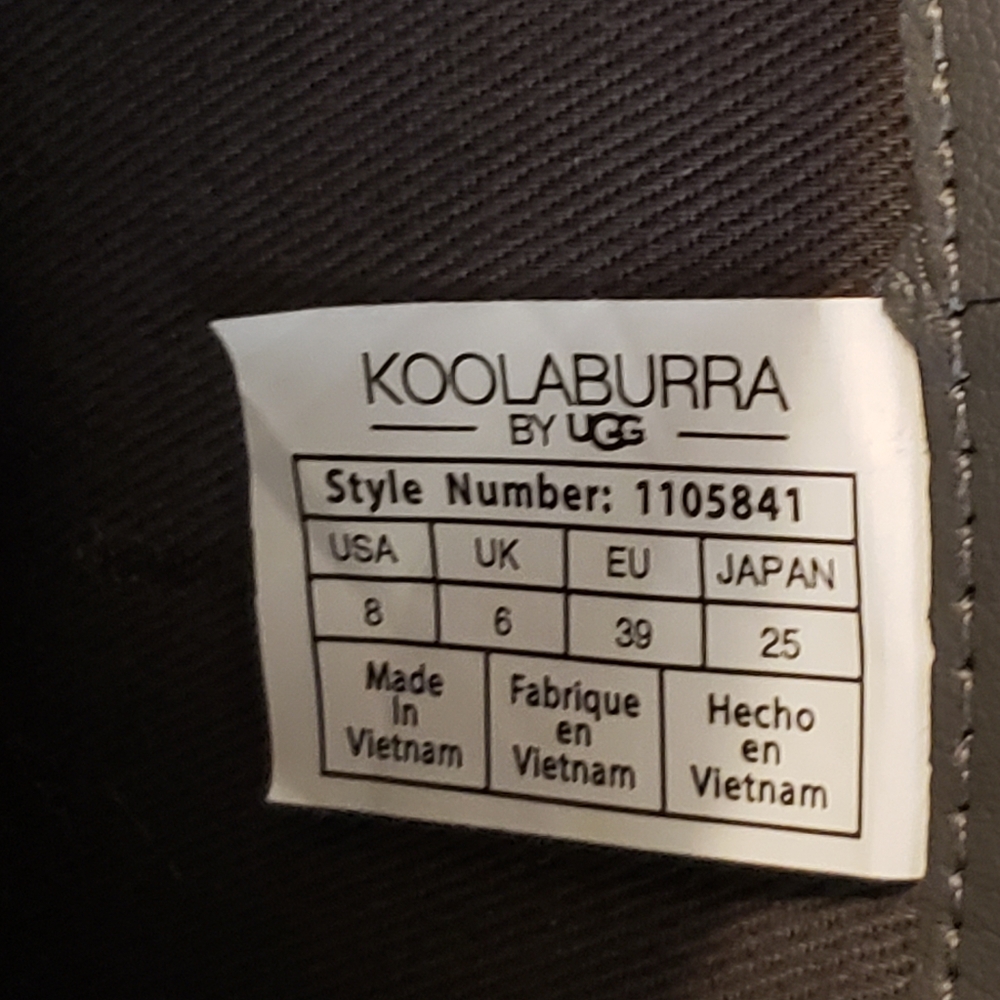 KOOLABURRA
BY UGG
Style Number: 1105841
USA UK EU JAPAN
8 6 39 25
Made
In
Vietnam
Fabrique
en
Vietnam
Hecho
en
Vietnam